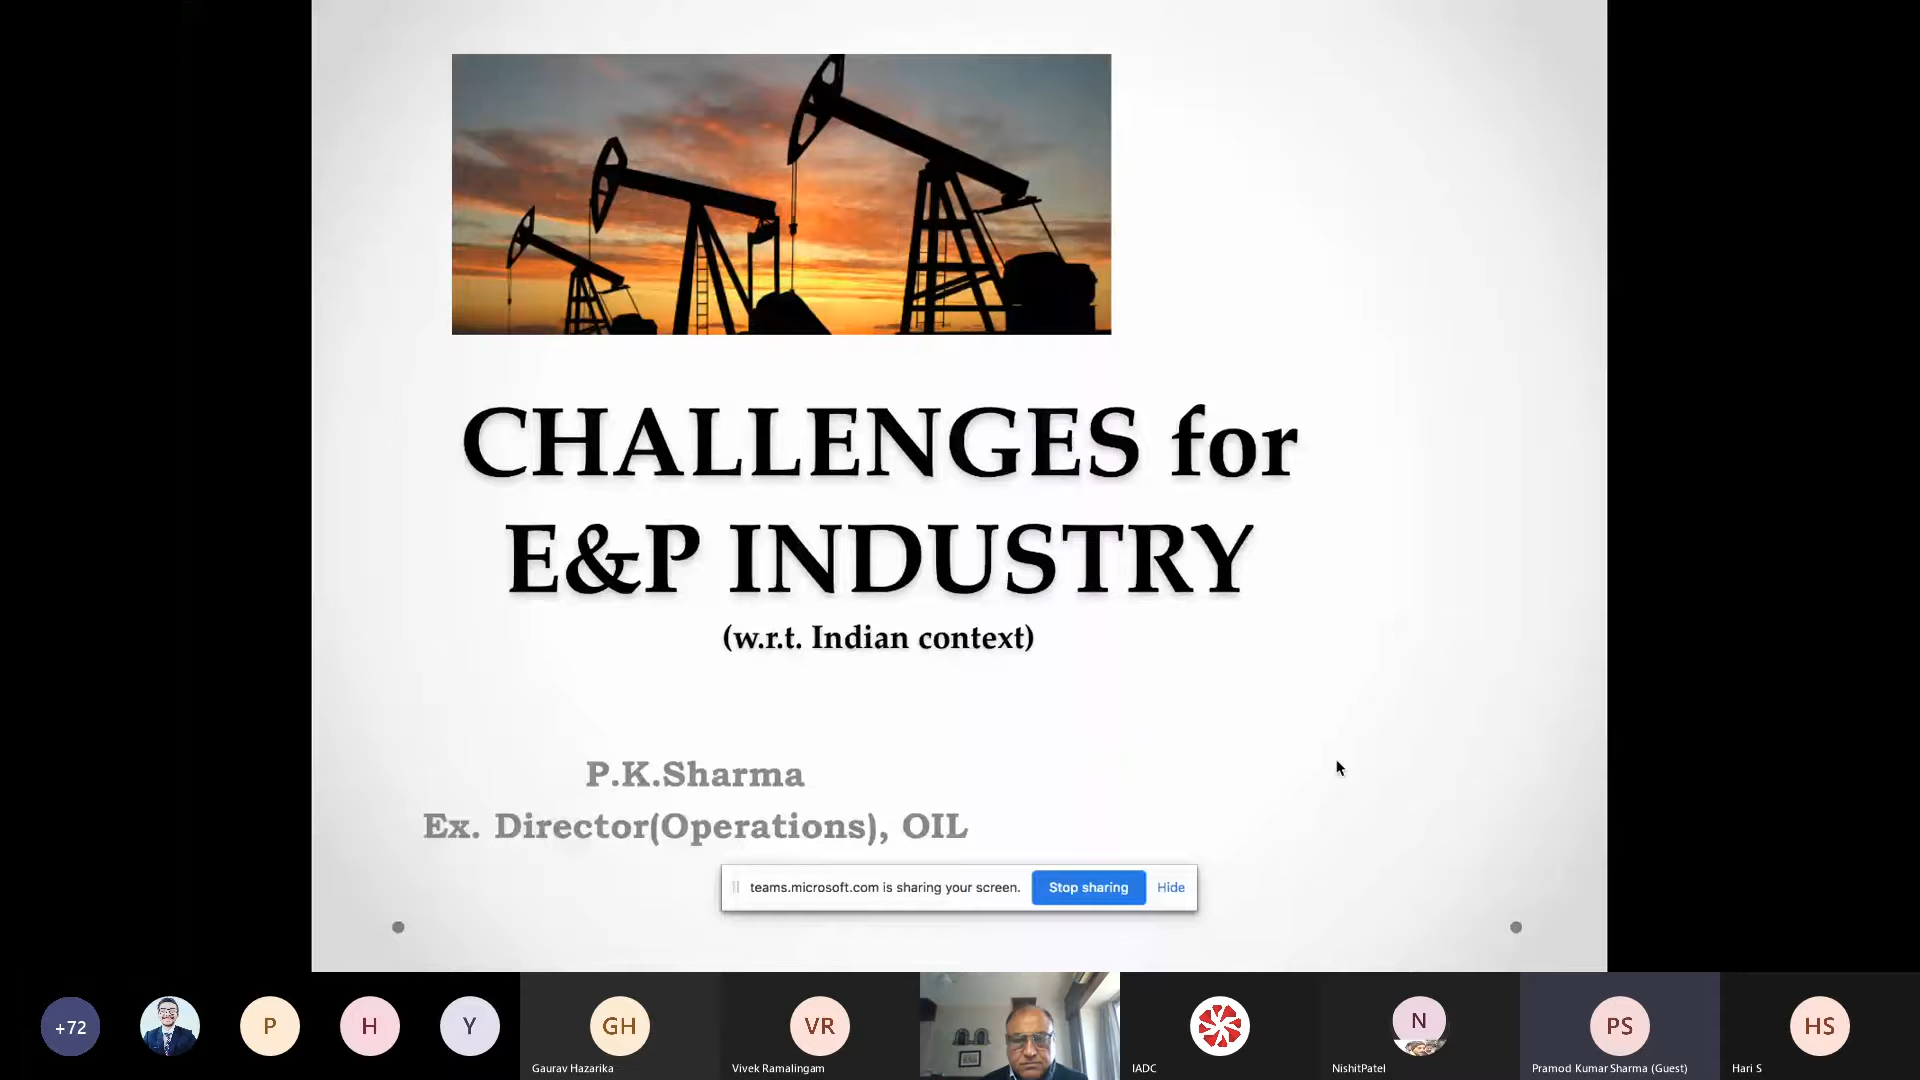 CHALLENGES for
E&P INDUSTRY
(w.r.t. Indian context)
P.K.Sharma
Ex. Director(Operations), OIL
teams.microsoft.com is sharing your screen. Stop sharing Hide
+72 P H Y GH VR N PS HS
Gaurav Hazarika Vivek Ramalingam IADC NishitPatel Pramod Kumar Sharma (Guest) Hari S